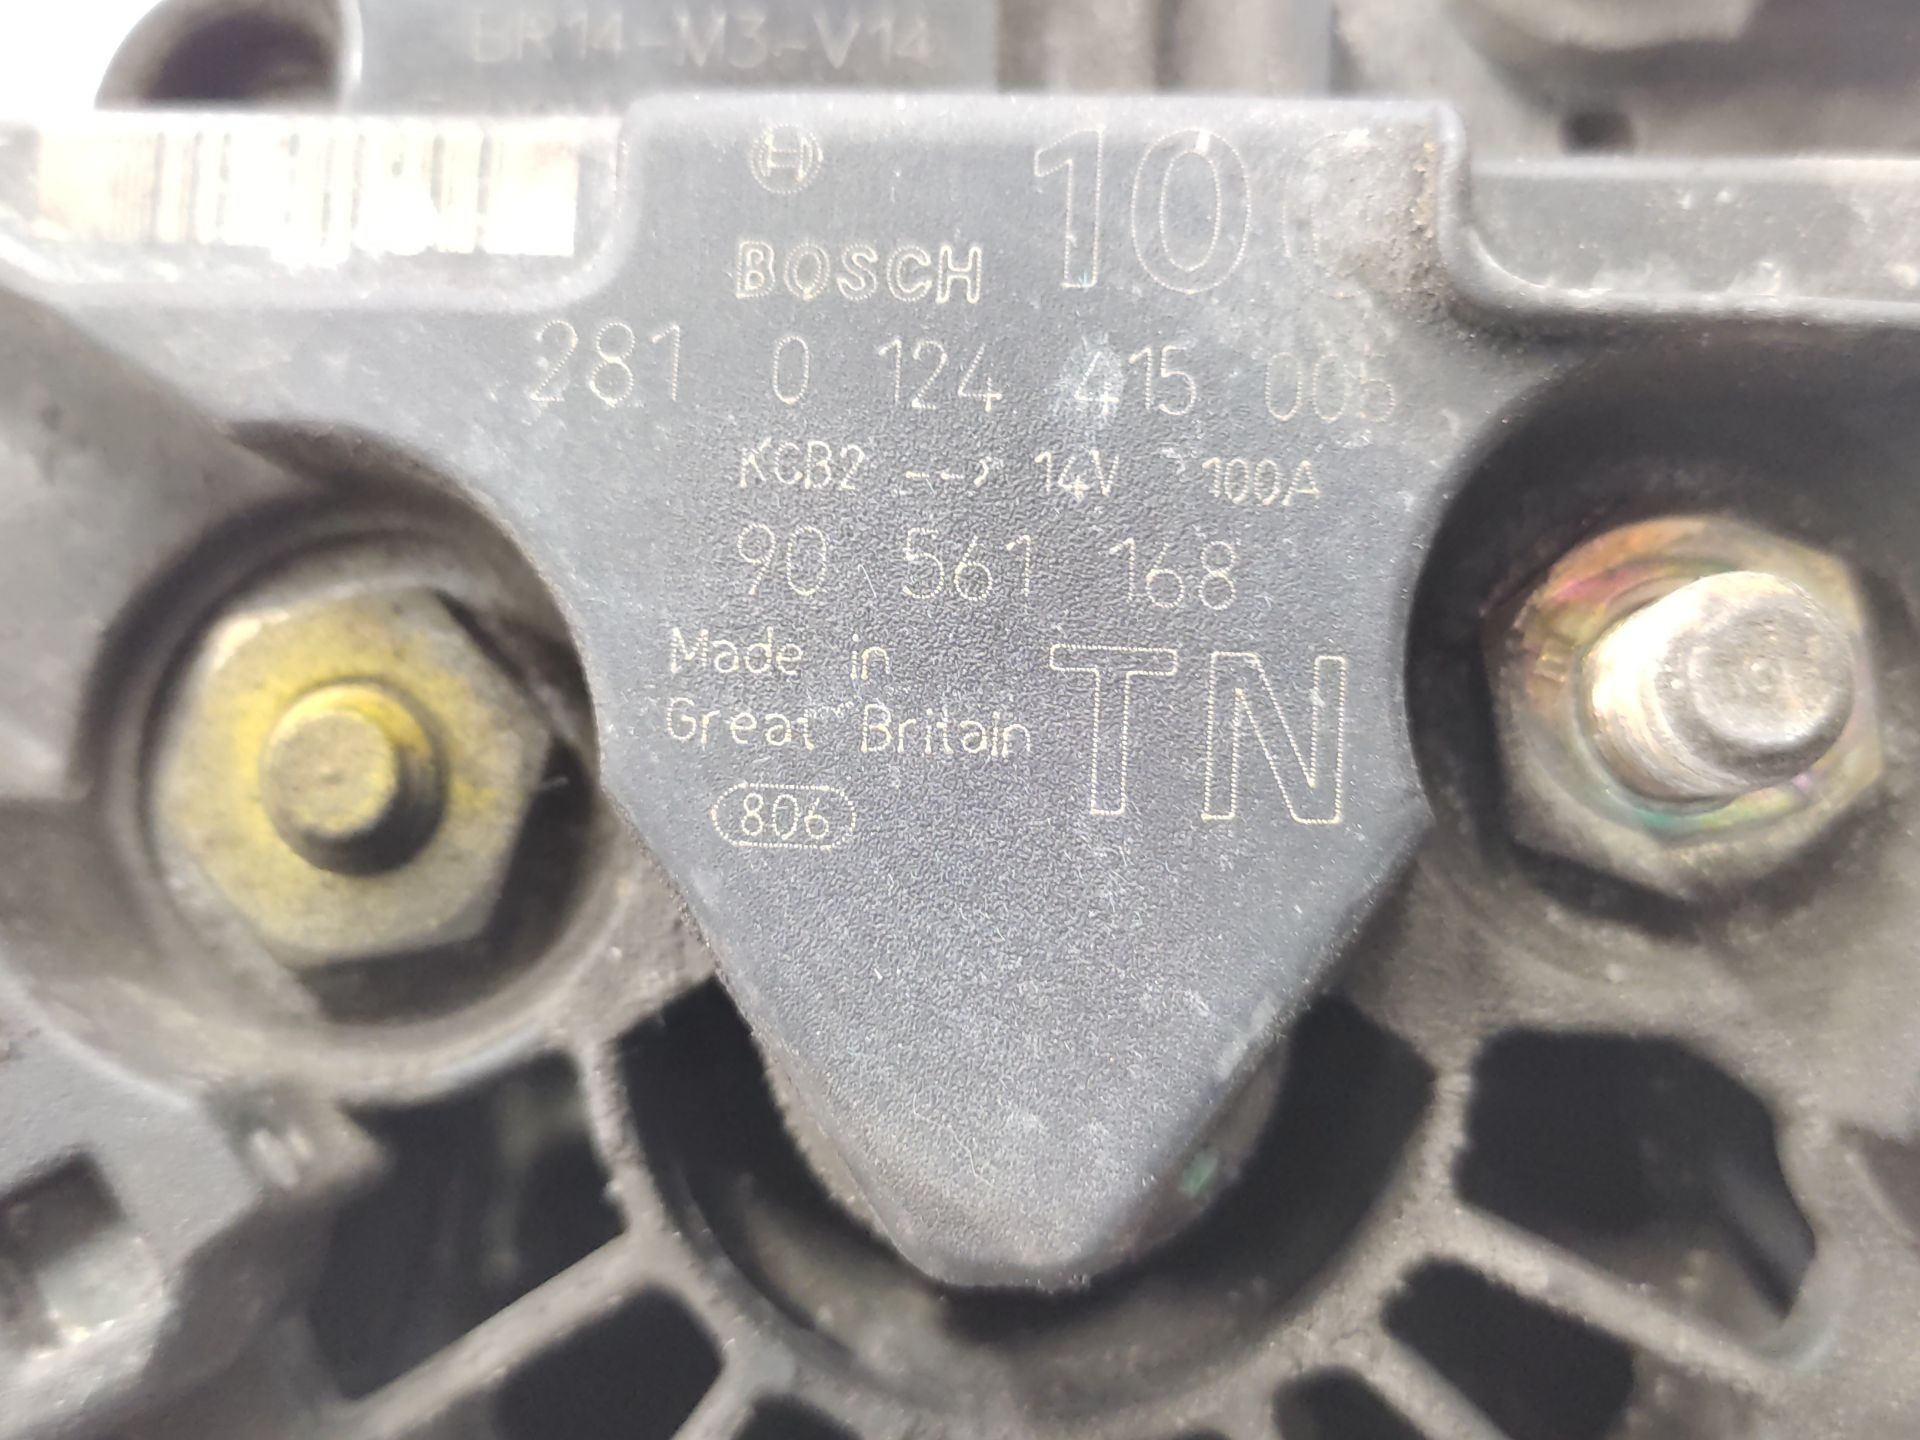 BR14-M3-V14
BOSCH
10
281 0 124 415 005
KCB2 --> 14V 100A
90 561 168
Made in
Great Britain
TN
806